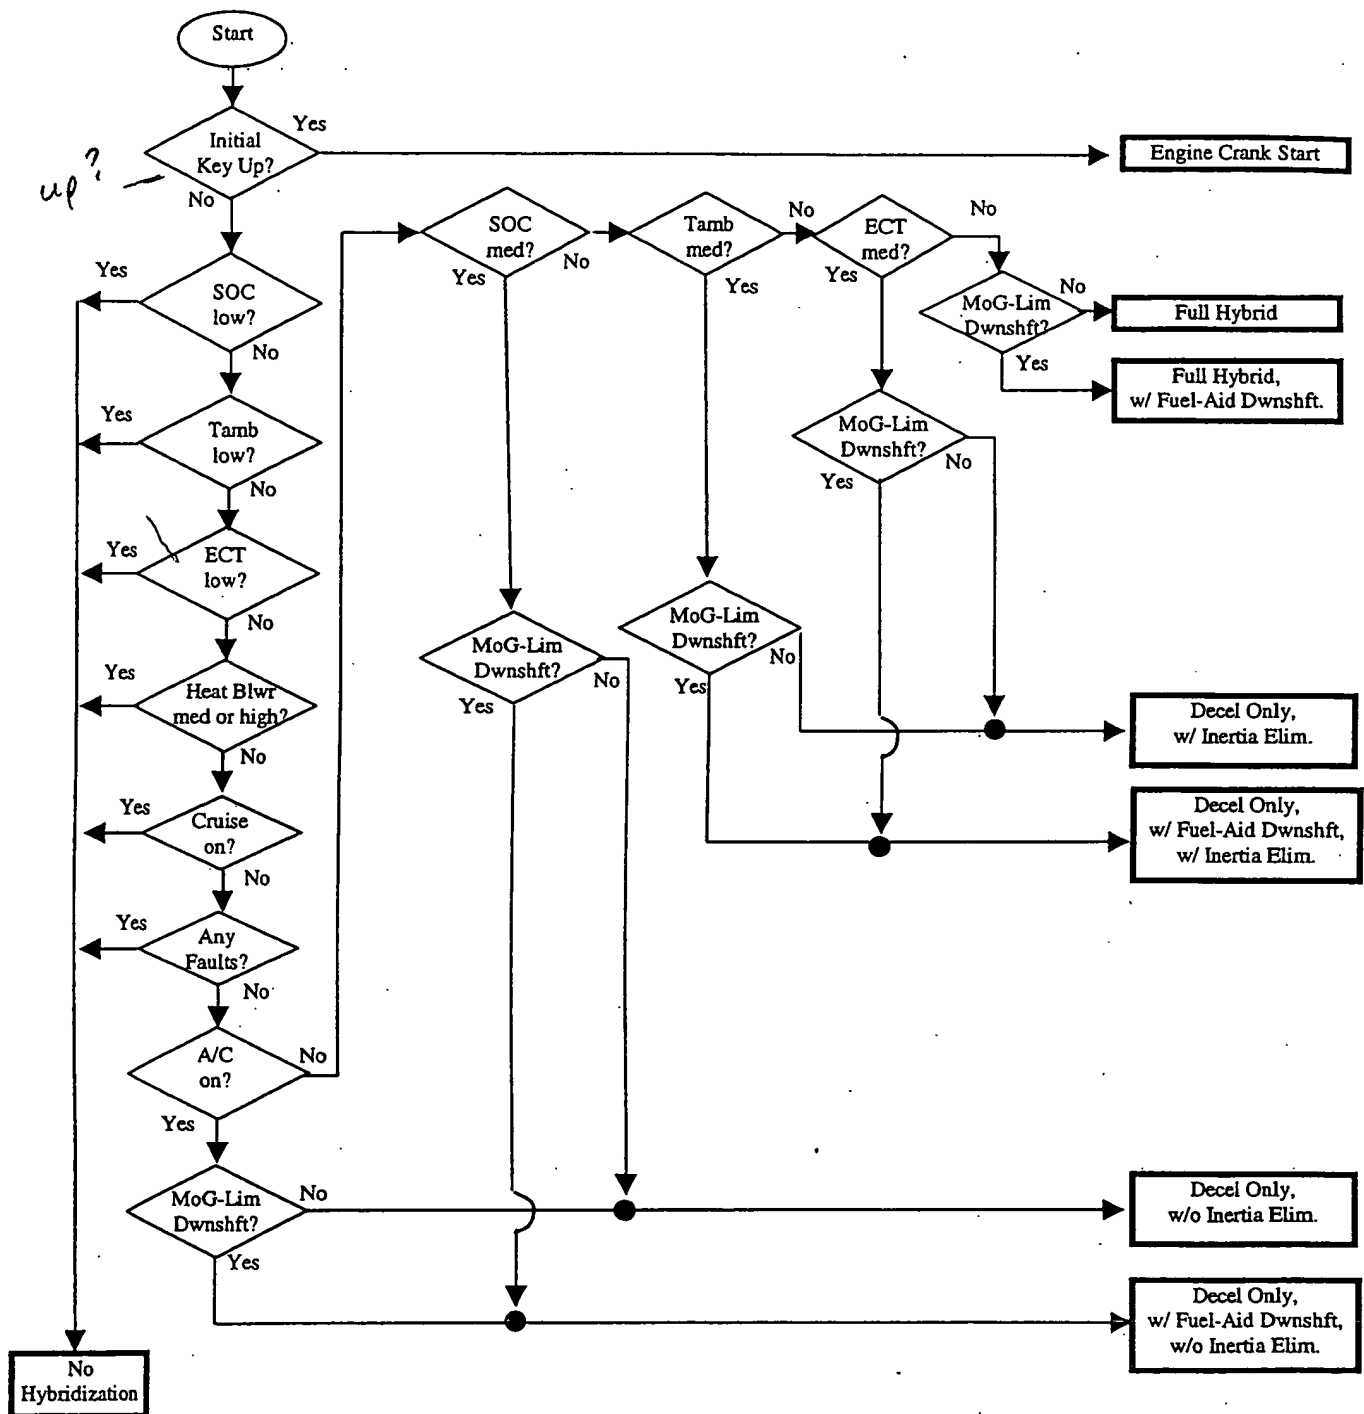 Start
Initial
Key Up?
Yes
No
up?
Engine Crank Start
SOC
low?
Yes
No
Tamb
low?
Yes
No
ECT
low?
Yes
No
Heat Blwr
med or high?
Yes
No
Cruise
on?
Yes
No
Any
Faults?
Yes
No
A/C
on?
No
Yes
MoG-Lim
Dwnshft?
No
Yes
No
Hybridization
SOC
med?
Yes
No
Tamb
med?
No
Yes
ECT
med?
No
Yes
MoG-Lim
Dwnshft?
No
Yes
Full Hybrid
Full Hybrid,
w/ Fuel-Aid Dwnshft.
MoG-Lim
Dwnshft?
Yes
No
MoG-Lim
Dwnshft?
Yes
No
MoG-Lim
Dwnshft?
Yes
No
Decel Only,
w/ Inertia Elim.
Decel Only,
w/ Fuel-Aid Dwnshft,
w/ Inertia Elim.
Decel Only,
w/o Inertia Elim.
Decel Only,
w/ Fuel-Aid Dwnshft,
w/o Inertia Elim.